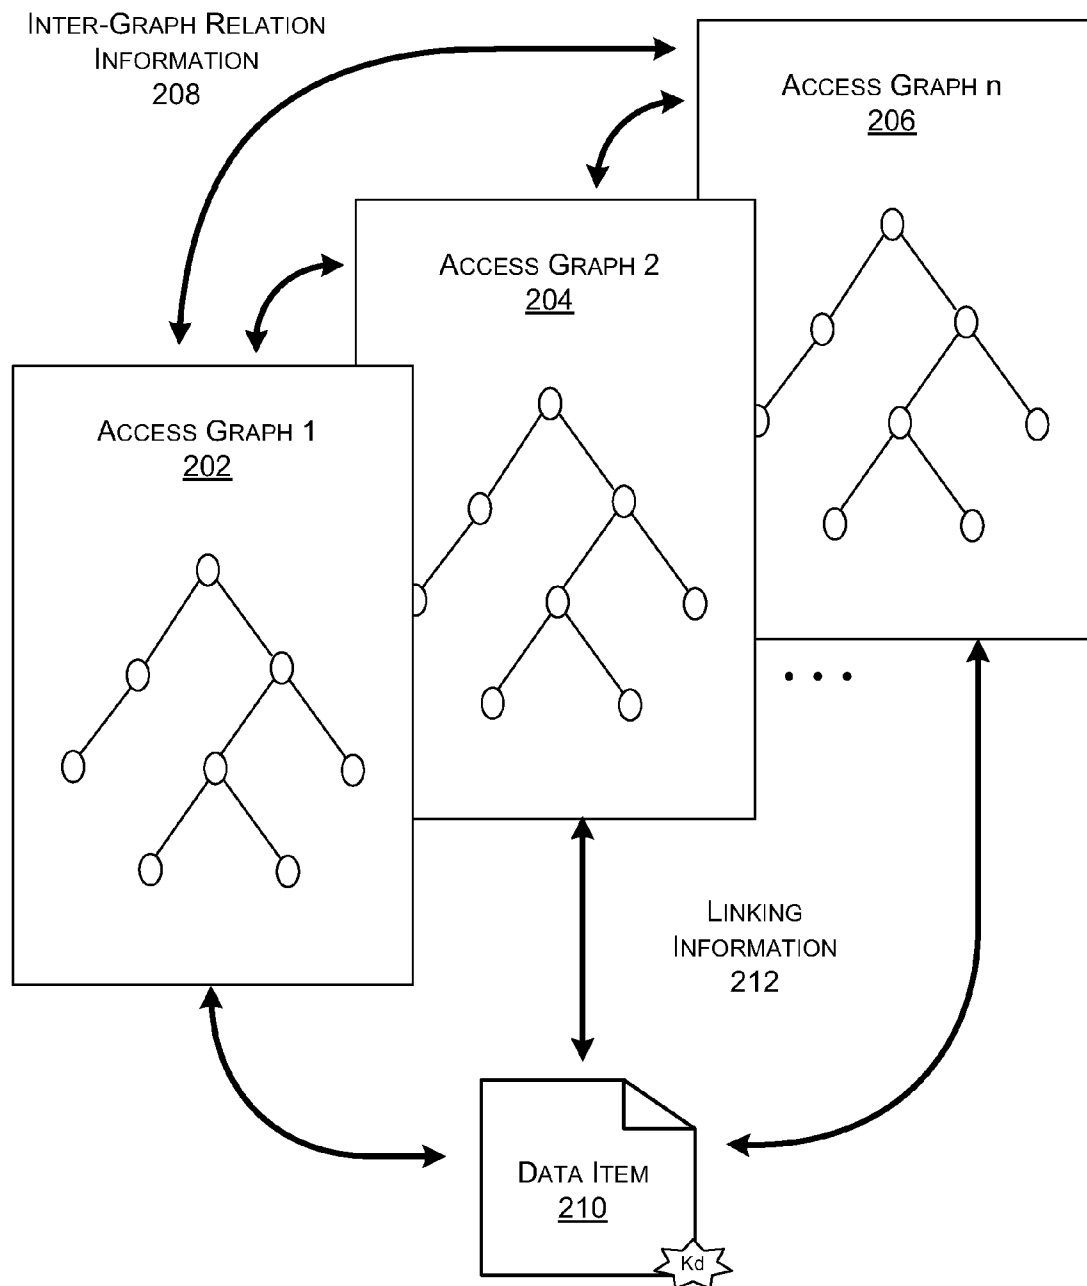 INTER-GRAPH RELATION
INFORMATION
208
ACCESS GRAPH n
206
ACCESS GRAPH 2
204
ACCESS GRAPH 1
202
LINKING
INFORMATION
212
DATA ITEM
210
Kd